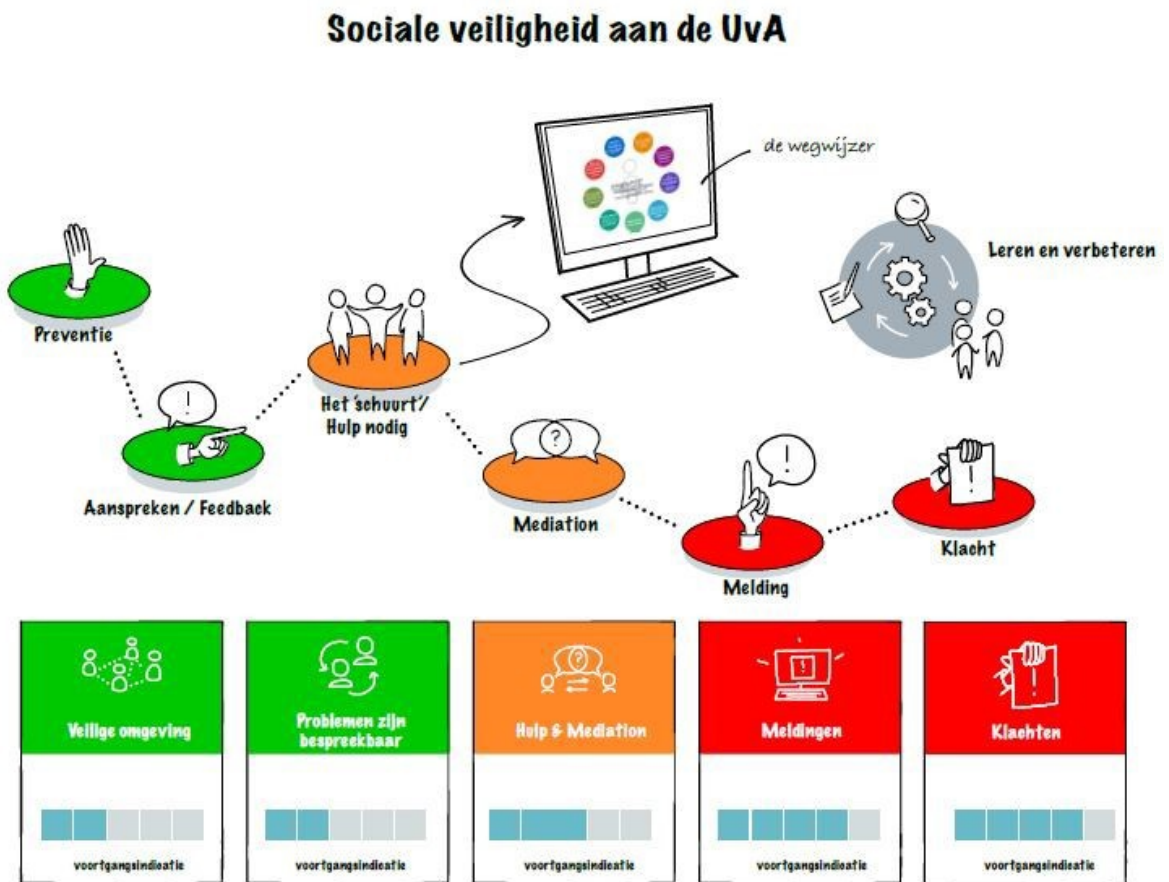 Sociale veiligheid aan de UvA
de wegwijzer
Leren en verbeteren
Preventie
Het 'schuurt'/
Hulp nodig
Aanspreken / Feedback
Mediation
Klacht
Melding
Veilige omgeving
Problemen zijn
bespreekbaar
Hulp & Mediation
Meldingen
Klachten
voortgangsindicatie
voortgangsindicatie
voortgangsindicatie
voortgangsindicatie
voortgangsindicatie